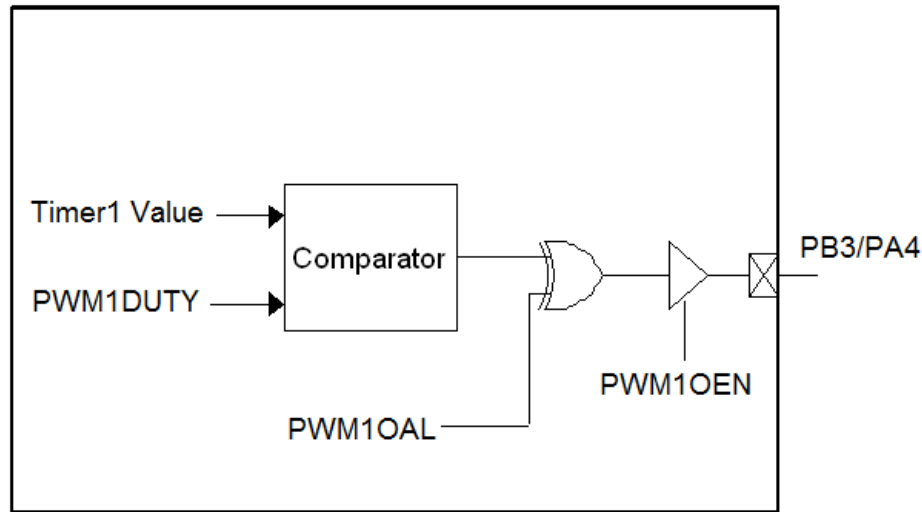 Timer1 Value
Comparator
PB3/PA4
PWM1DUTY
PWM1OEN
PWM1OAL